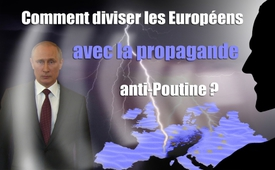 Comment diviser les Européens
avec la propagande
anti-Poutine ?